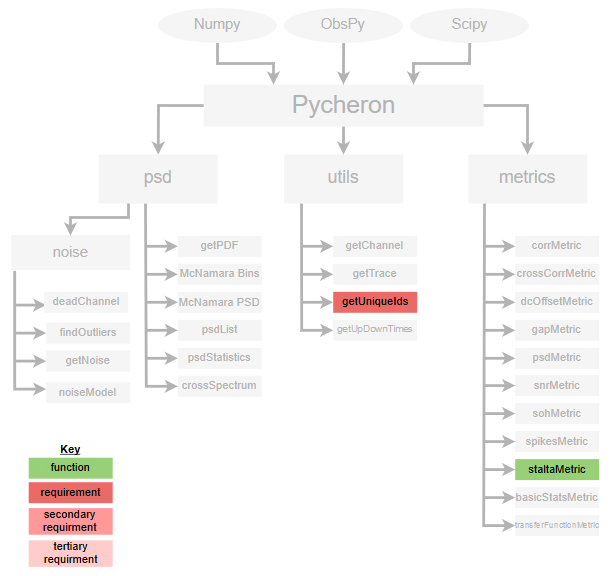 Numpy
ObsPy
Scipy
Pycheron
psd
utils
metrics
noise
getPDF
McNamara Bins
McNamara PSD
psdList
psdStatistics
crossSpectrum
deadChannel
findOutliers
getNoise
noiseModel
getChannel
getTrace
getUniqueIds
getUpDownTimes
corrMetric
crossCorrMetric
dcOffsetMetric
gapMetric
psdMetric
snrMetric
sohMetric
spikesMetric
staltaMetric
basicStatsMetric
transferFunctionMetric
Key
function
requirement
secondary
requirment
tertiary
requirment